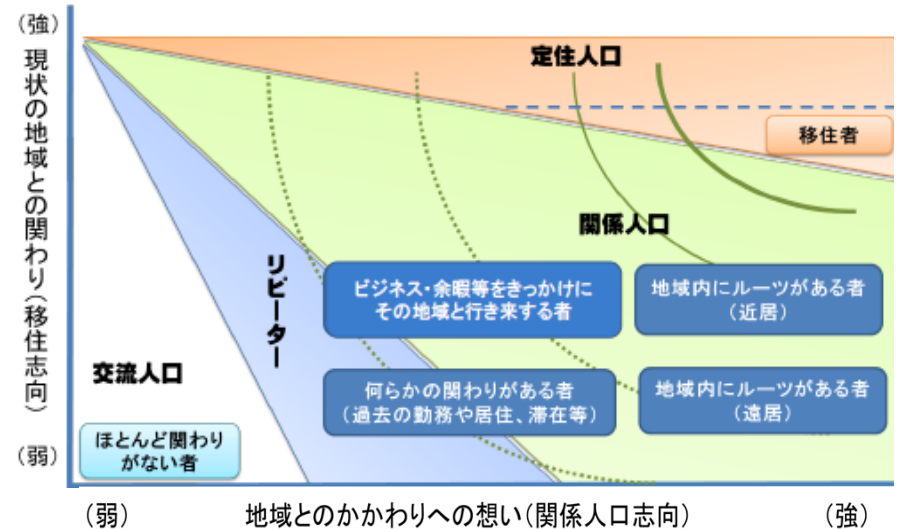 （強）
現状の地域との関わり（移住志向）
（弱）
定住人口
移住者
関係人口
リピーター
ビジネス・余暇等をきっかけに
その地域と行き来する者
地域内にルーツがある者
（近居）
交流人口
何らかの関わりがある者
（過去の勤務や居住、滞在等）
地域内にルーツがある者
（遠居）
ほとんど関わり
がない者
（弱）
地域とのかかわりへの想い（関係人口志向）
（強）